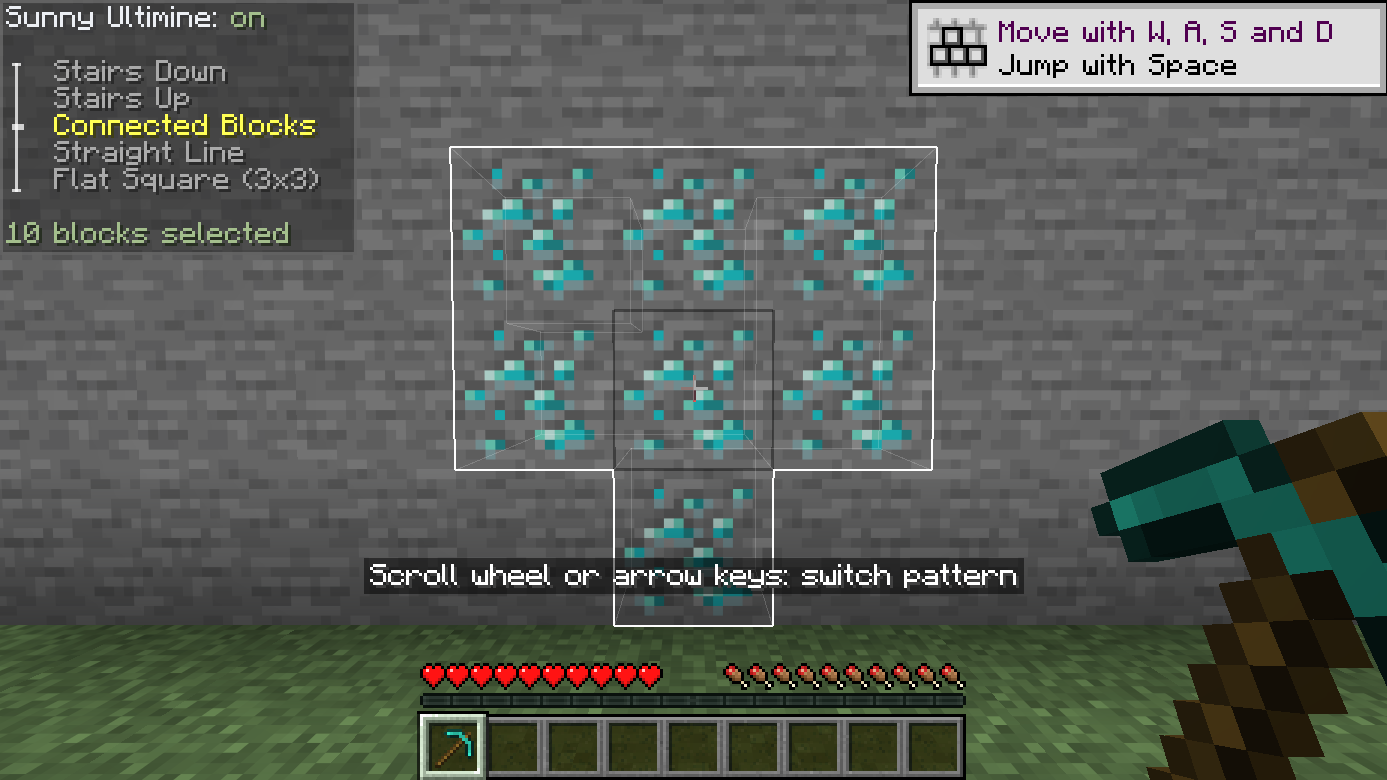 Sunny Ultimine: on
Stairs Down
Stairs Up
Connected Blocks
Straight Line
Flat Square (3x3)
10 blocks selected
Move with W, A, S and D
Jump with Space
Scroll wheel or arrow keys: switch pattern